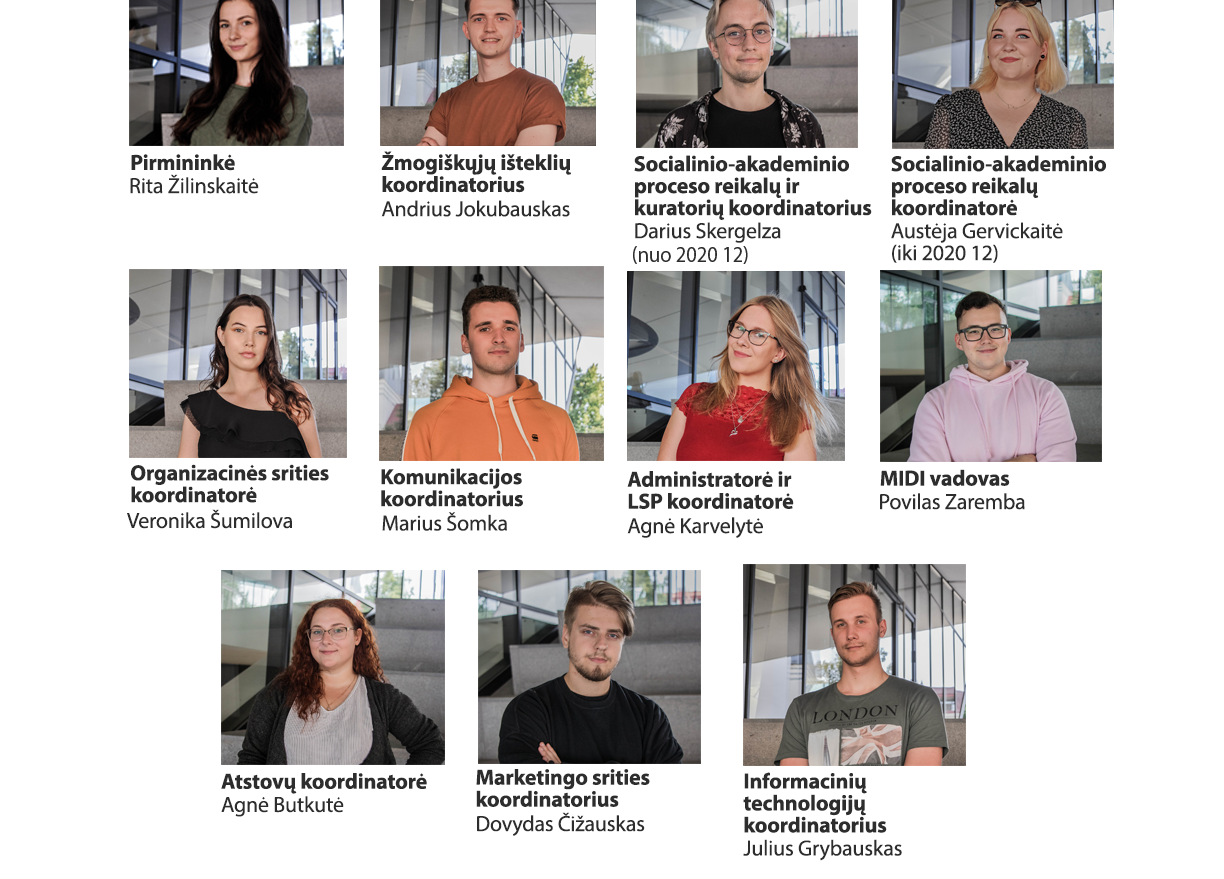 Pirmininkė
Rita Žilinskaitė
Žmogiškųjų išteklių
koordinatorius
Andrius Jokubauskas
Socialinio-akademinio
proceso reikalų ir
kuratorių koordinatorius
Darius Skergelza
(nuo 2020 12)
Socialinio-akademinio
proceso reikalų
koordinatorė
Austėja Gervickaitė
(iki 2020 12)
Organizacinės srities
koordinatorė
Veronika Šumilova
Komunikacijos
koordinatorius
Marius Šomka
Administratorė ir
LSP koordinatorė
Agnė Karvelytė
MIDI vadovas
Povilas Zaremba
Atstovų koordinatorė
Agnė Butkutė
Marketingo srities
koordinatorius
Dovydas Čižauskas
LONDON
Informacinių
technologijų
koordinatorius
Julius Grybauskas